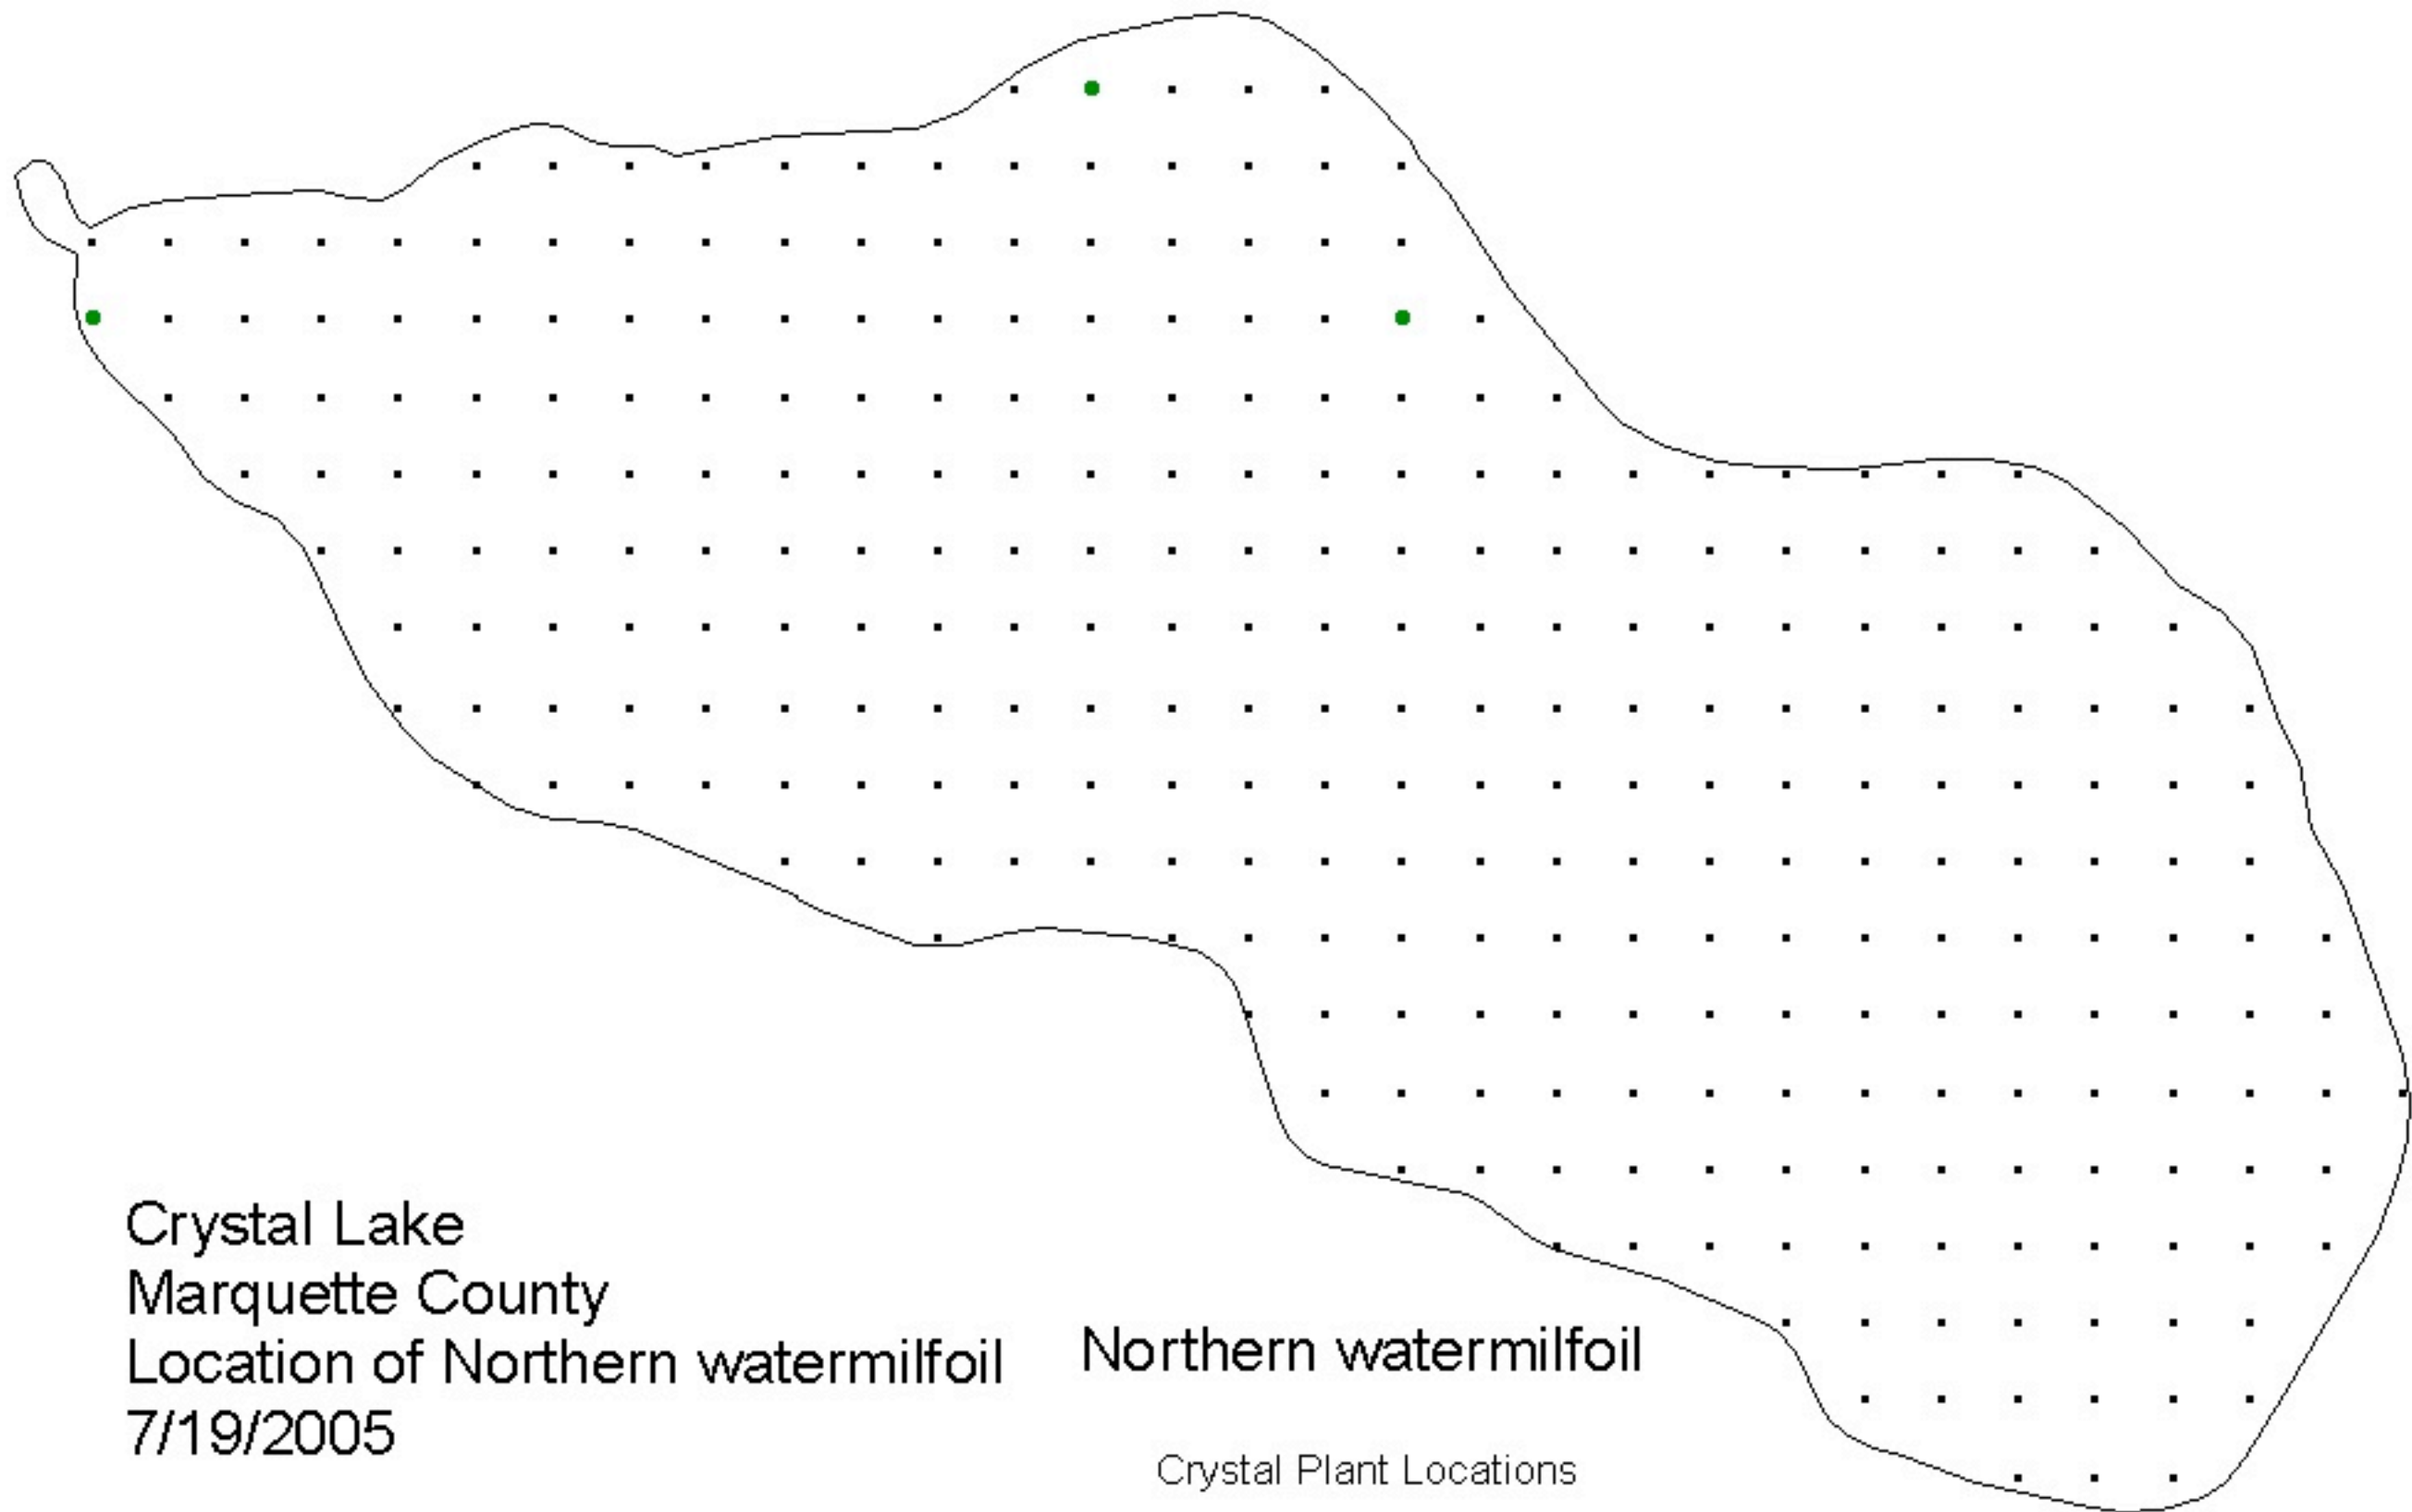 Crystal Lake
Marquette County
Location of Northern watermilfoil
7/19/2005
Northern watermilfoil
Crystal Plant Locations